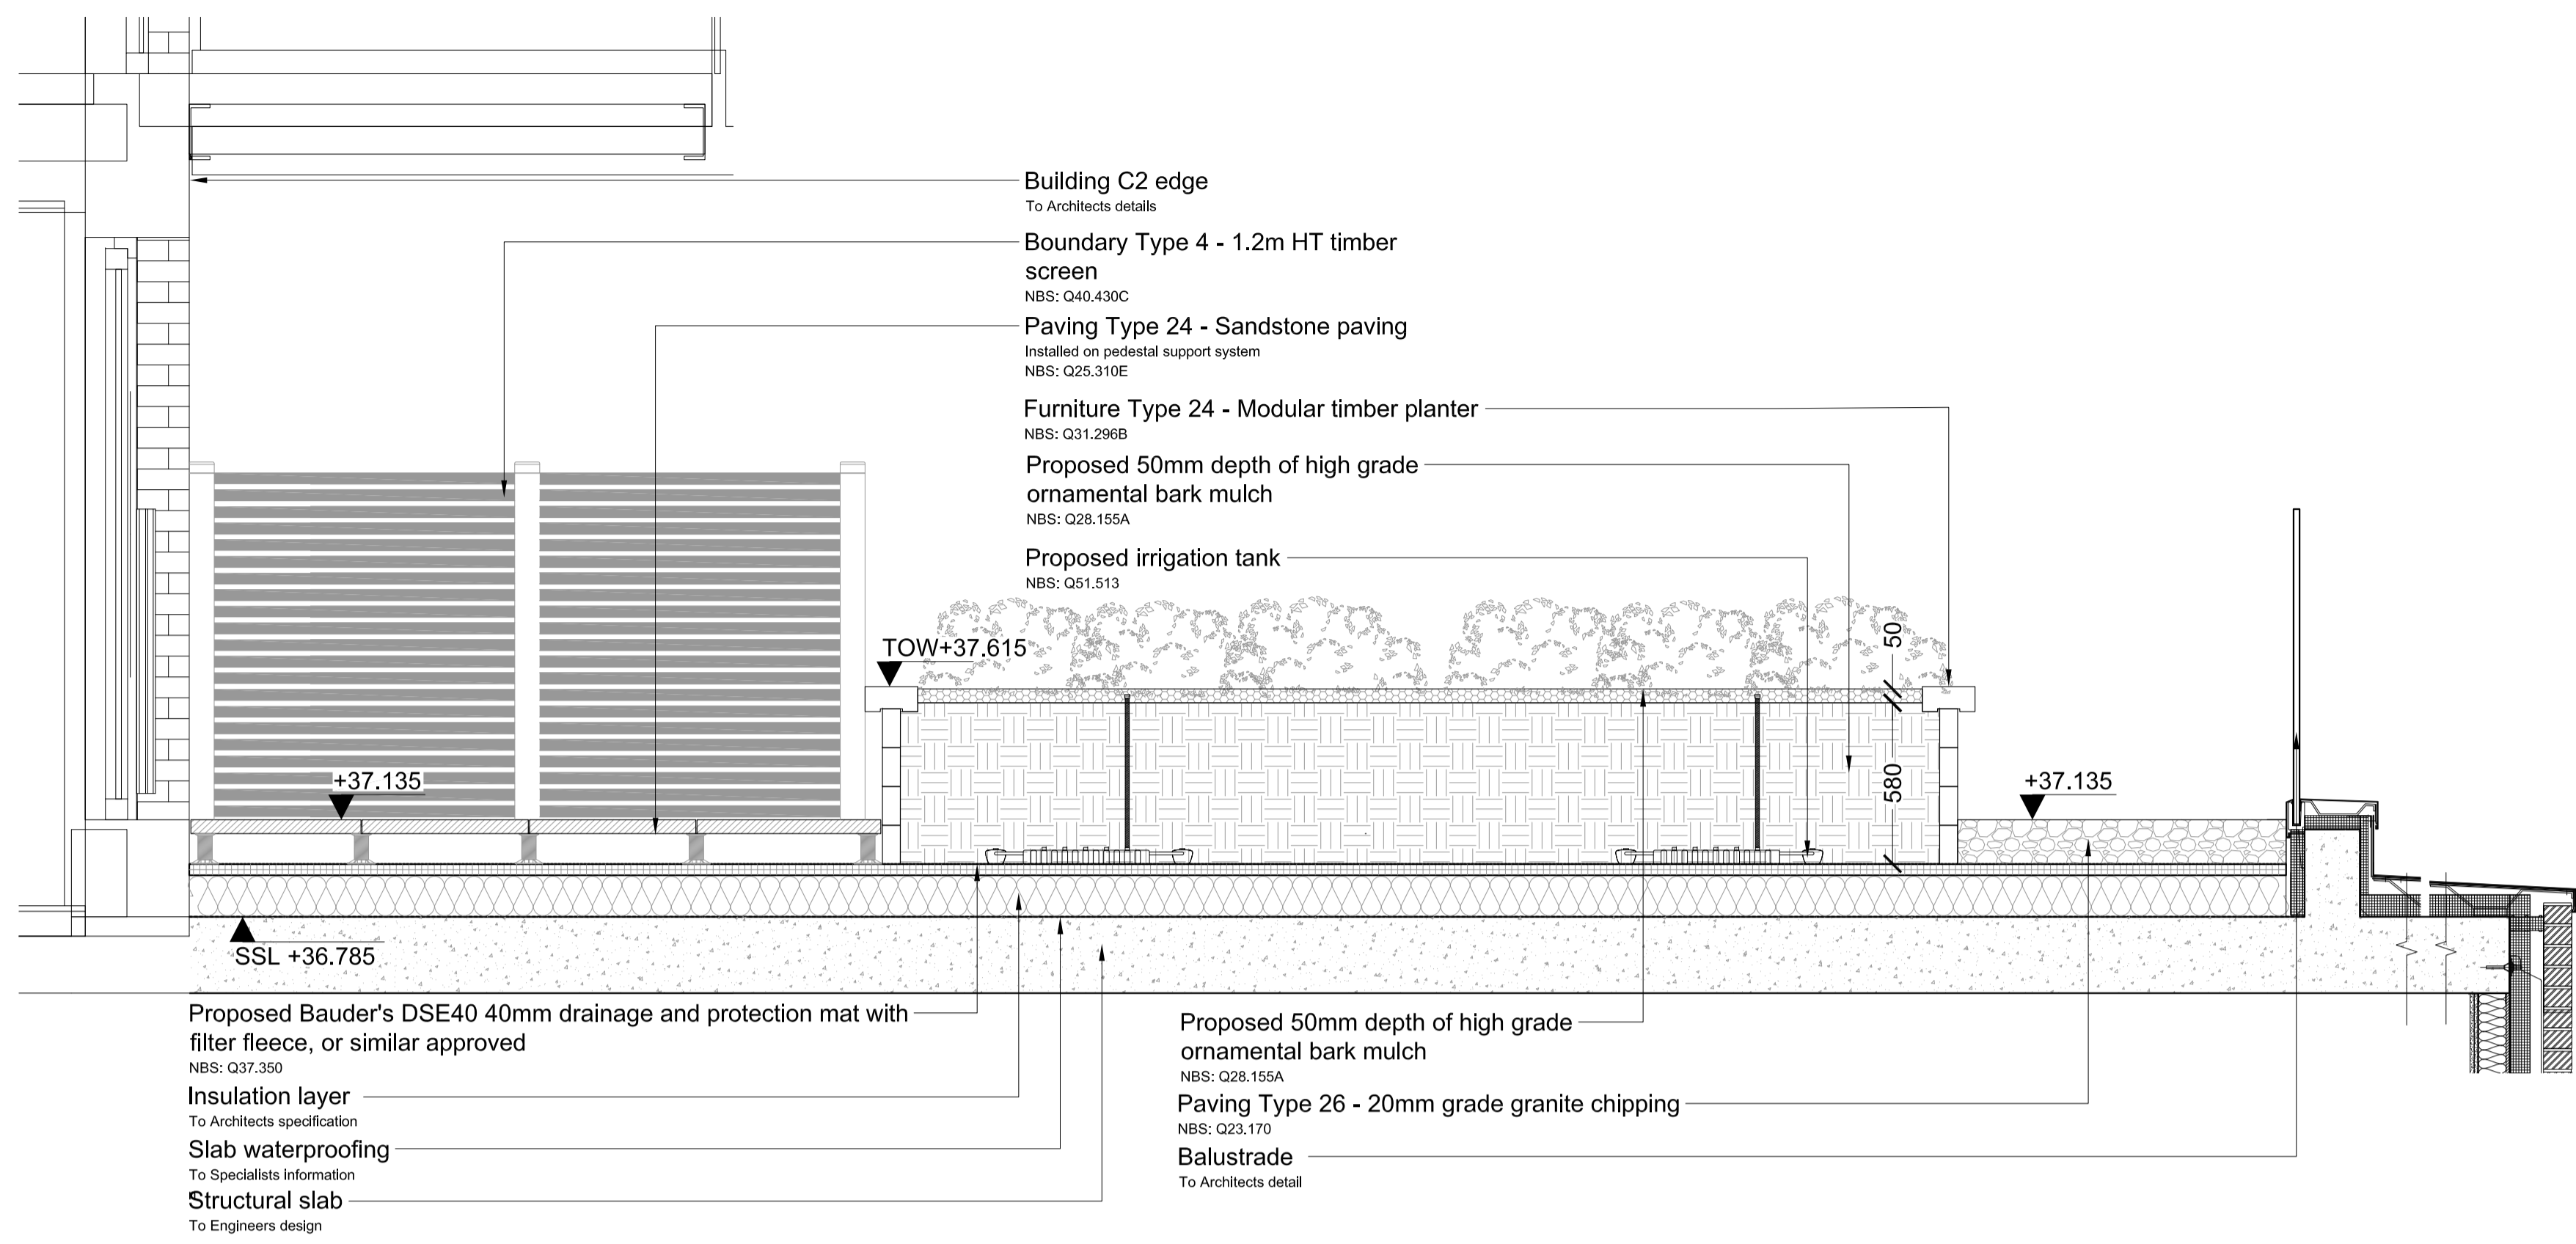 Building C2 edge
To Architects details
Boundary Type 4 - 1.2m HT timber
screen
NBS: Q40.430C
Paving Type 24 - Sandstone paving
Installed on pedestal support system
NBS: Q25.310E
Furniture Type 24 - Modular timber planter
NBS: Q31.296B
Proposed 50mm depth of high grade
ornamental bark mulch
NBS: Q28.155A
Proposed irrigation tank
NBS: Q51.513
50
TOW+37.615
580
+37.135
+37.135
SSL +36.785
Proposed Bauder's DSE40 40mm drainage and protection mat with
filter fleece, or similar approved
NBS: Q37.350
Insulation layer
To Architects specification
Slab waterproofing
To Specialists information
Structural slab
To Engineers design
Proposed 50mm depth of high grade
ornamental bark mulch
NBS: Q28.155A
Paving Type 26 - 20mm grade granite chipping
NBS: Q23.170
Balustrade
To Architects detail